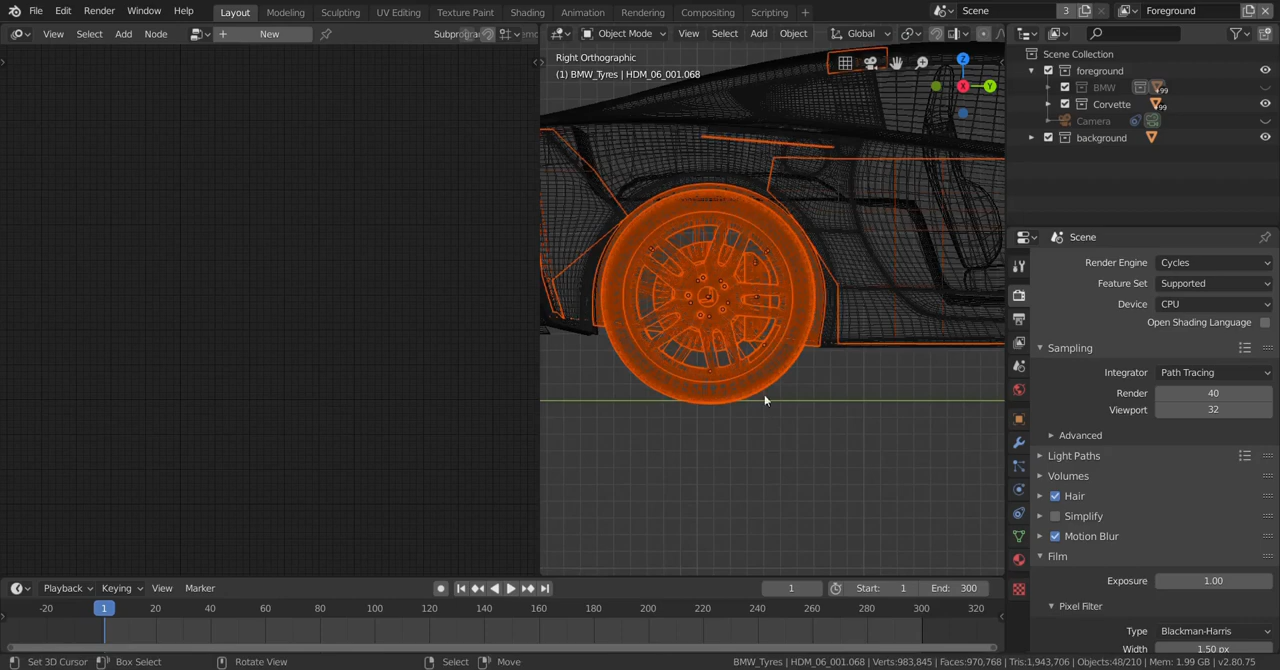 File Edit Render Window Help Layout Modeling Sculpting UV Editing Texture Paint Shading Animation Rendering Compositing Scripting + Scene 3 Foreground
View Select Add Node + New Object Mode View Select Add Object Global
Right Orthographic
(1) BMW_Tyres | HDM_06_001.068
Z
X
Y
Scene Collection
foreground
BMW 99
Corvette 99
Camera
background
Scene
Render Engine Cycles
Feature Set Supported
Device CPU
Open Shading Language
Sampling
Integrator Path Tracing
Render 40
Viewport 32
Advanced
Light Paths
Volumes
Hair
Simplify
Motion Blur
Film
Exposure 1.00
Pixel Filter
Type Blackman-Harris
Width 1.50 px
Playback Keying View Marker 1 Start: 1 End: 300
-20 1 20 40 60 80 100 120 140 160 180 200 220 240 260 280 300 320
Set 3D Cursor Box Select Rotate View Select Move BMW_Tyres | HDM_06_001.068 | Verts:983,845 | Faces:970,768 | Tris:1,943,706 | Objects:48/210 | Mem: 1.99 GB | v2.80.75